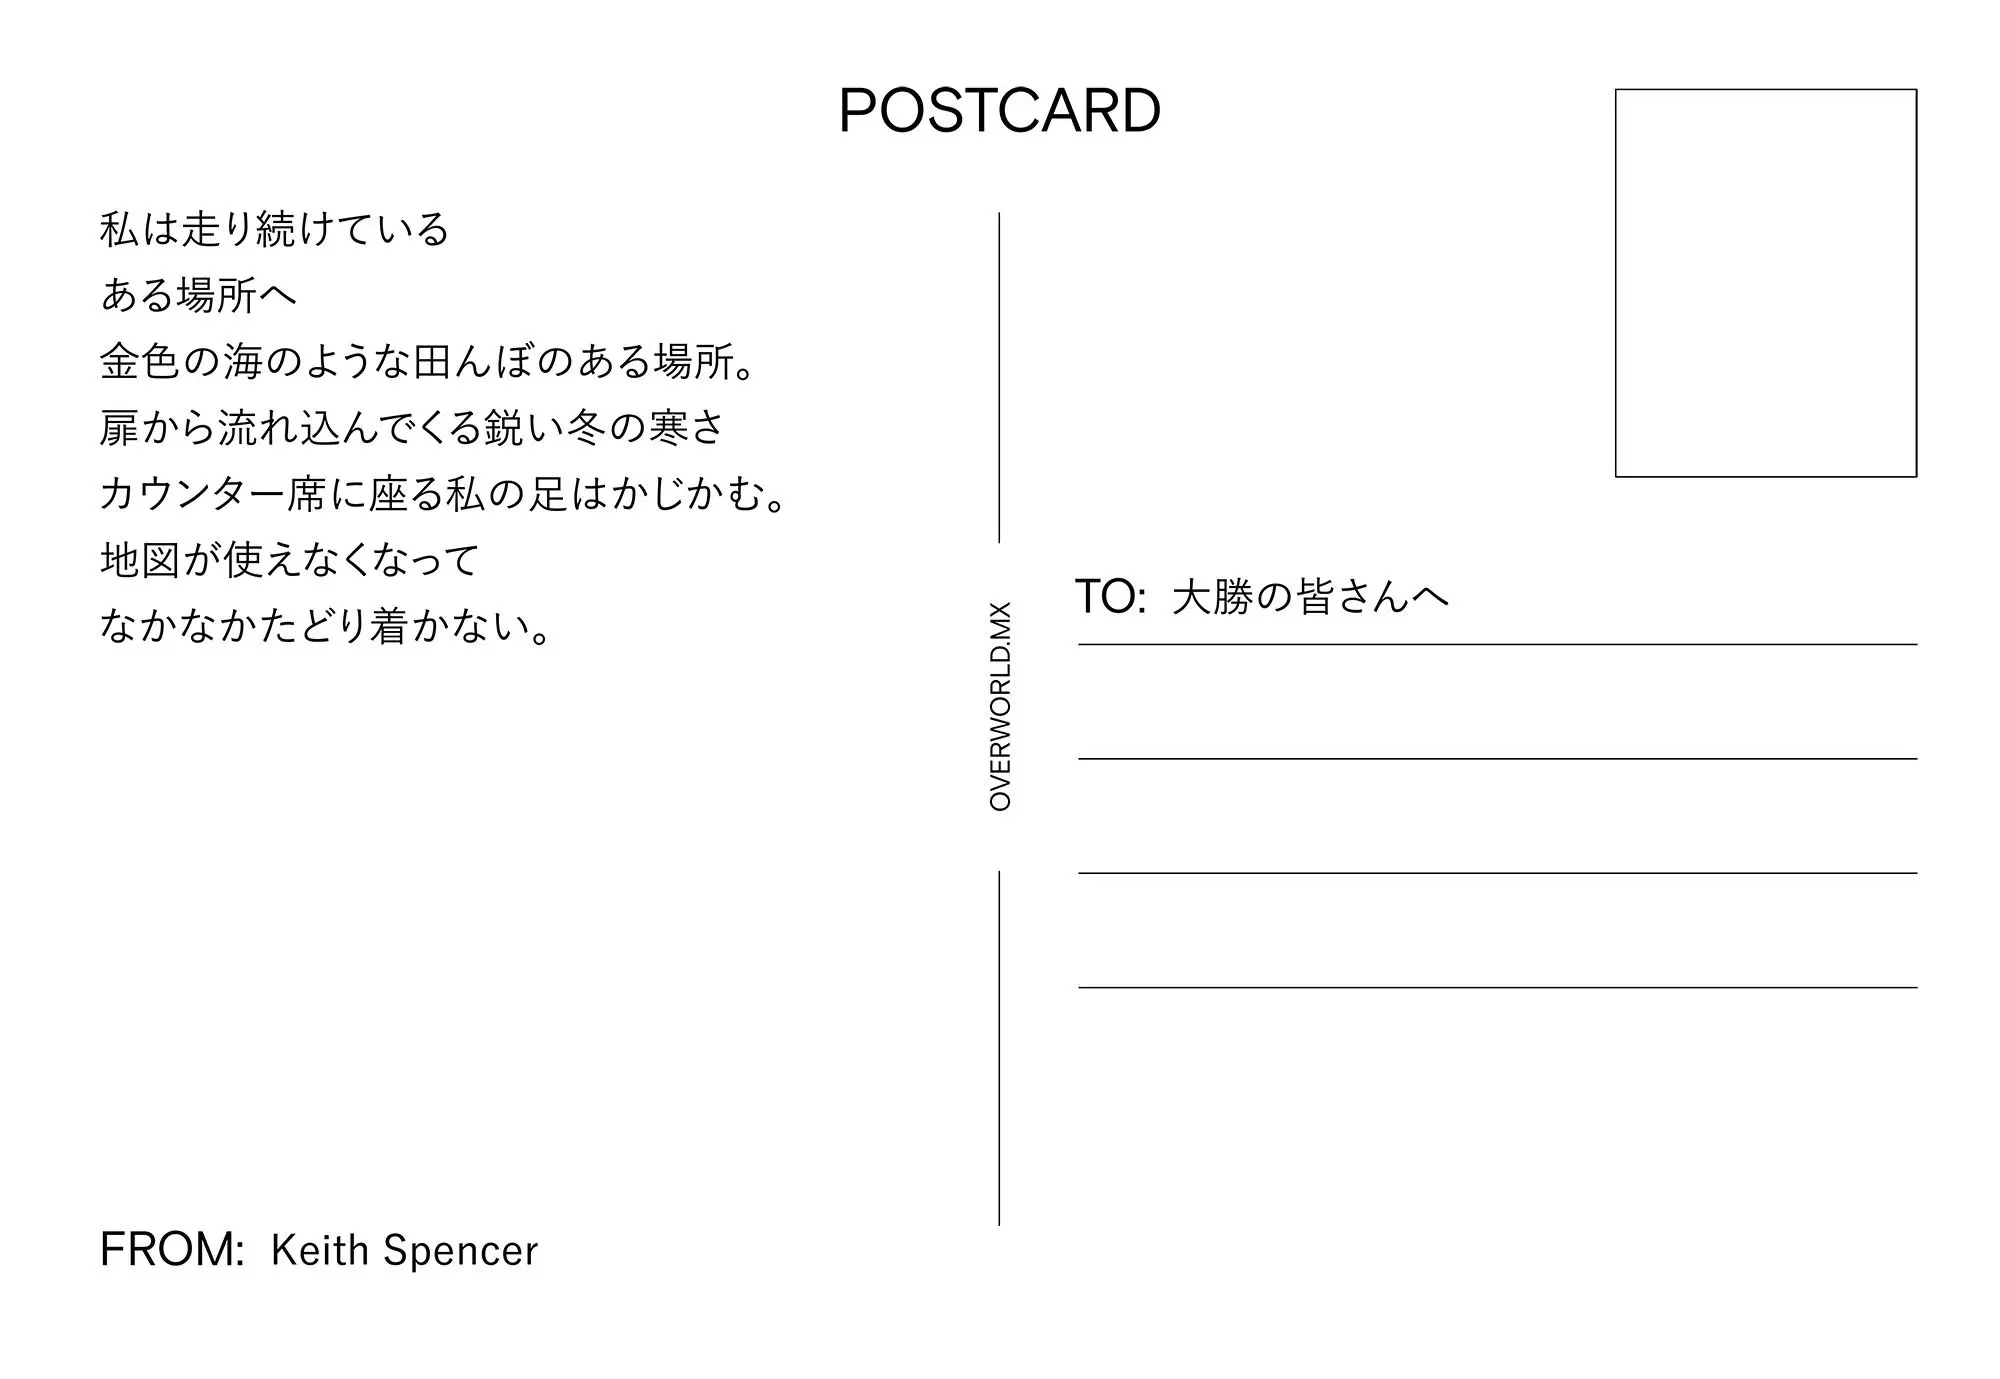 POSTCARD
私は走り続けている
ある場所へ
金色の海のような田んぼのある場所。
扉から流れ込んでくる鋭い冬の寒さ
カウンター席に座る私の足はかじかむ。
地図が使えなくなって
なかなかたどり着かない。
FROM: Keith Spencer
OVERWORLD.MX
TO: 大勝の皆さんへ